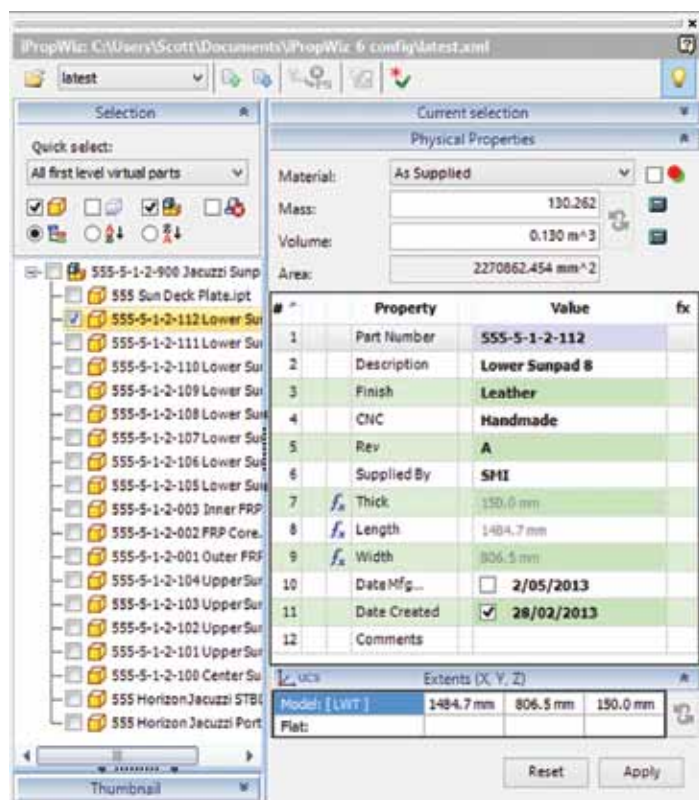 iPropWiz: C:\Users\Scott\Documents\iPropWiz 6 config\latest.xml
latest
Selection
Quick select:
All first level virtual parts
555-5-1-2-900 Jacuzzi Sunp
555 Sun Deck Plate.ipt
555-5-1-2-112 Lower Su
555-5-1-2-111 Lower Su
555-5-1-2-110 Lower Su
555-5-1-2-109 Lower Su
555-5-1-2-108 Lower Su
555-5-1-2-107 Lower Su
555-5-1-2-106 Lower Su
555-5-1-2-105 Lower Su
555-5-1-2-003 Inner FRP
555-5-1-2-002 FRP Core.
555-5-1-2-001 Outer FRF
555-5-1-2-104 Upper Sur
555-5-1-2-103 Upper Sur
555-5-1-2-102 Upper Sur
555-5-1-2-101 Upper Sur
555-5-1-2-100 Center Su
555 Horizon Jacuzzi STB
555 Horizon Jacuzzi Port
Thumbnail
Current selection
Physical Properties
Material: As Supplied
Mass: 130.262
Volume: 0.130 m^3
Area: 2270862.454 mm^2
# Property Value fx
1 Part Number 555-5-1-2-112
2 Description Lower Sunpad 8
3 Finish Leather
4 CNC Handmade
5 Rev A
6 Supplied By SMI
7 fx Thick 150.0 mm
8 fx Length 1484.7 mm
9 fx Width 806.5 mm
10 Date Mfg... 2/05/2013
11 Date Created 28/02/2013
12 Comments
UCS Extents (X, Y, Z)
Model: [LWT] 1484.7 mm 806.5 mm 150.0 mm
Flat:
Reset Apply